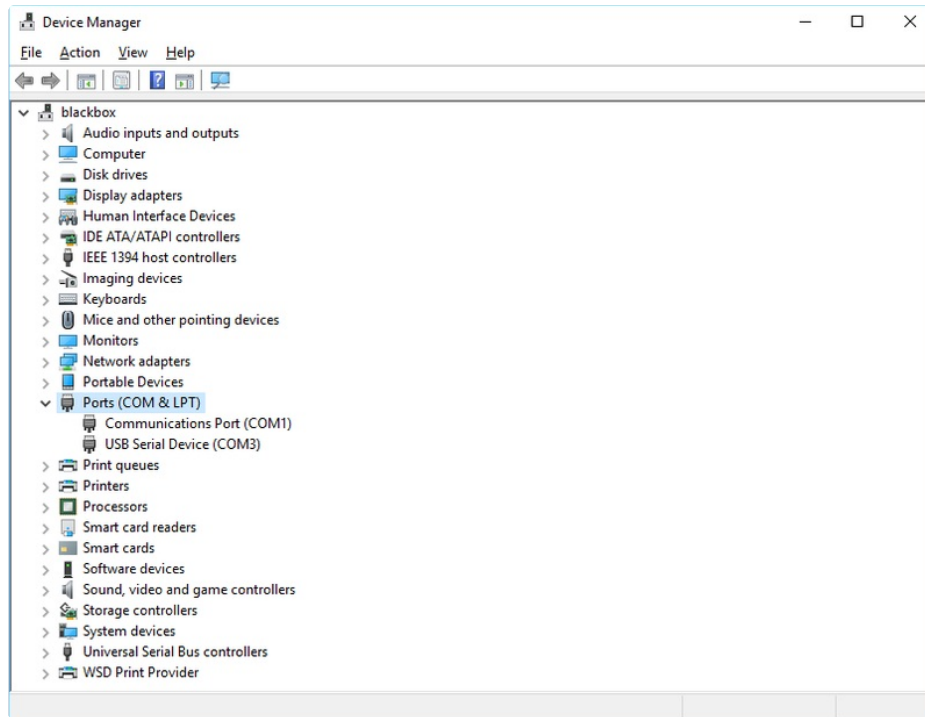 Device Manager
File Action View Help
blackbox
Audio inputs and outputs
Computer
Disk drives
Display adapters
Human Interface Devices
IDE ATA/ATAPI controllers
IEEE 1394 host controllers
Imaging devices
Keyboards
Mice and other pointing devices
Monitors
Network adapters
Portable Devices
Ports (COM & LPT)
Communications Port (COM1)
USB Serial Device (COM3)
Print queues
Printers
Processors
Smart card readers
Smart cards
Software devices
Sound, video and game controllers
Storage controllers
System devices
Universal Serial Bus controllers
WSD Print Provider